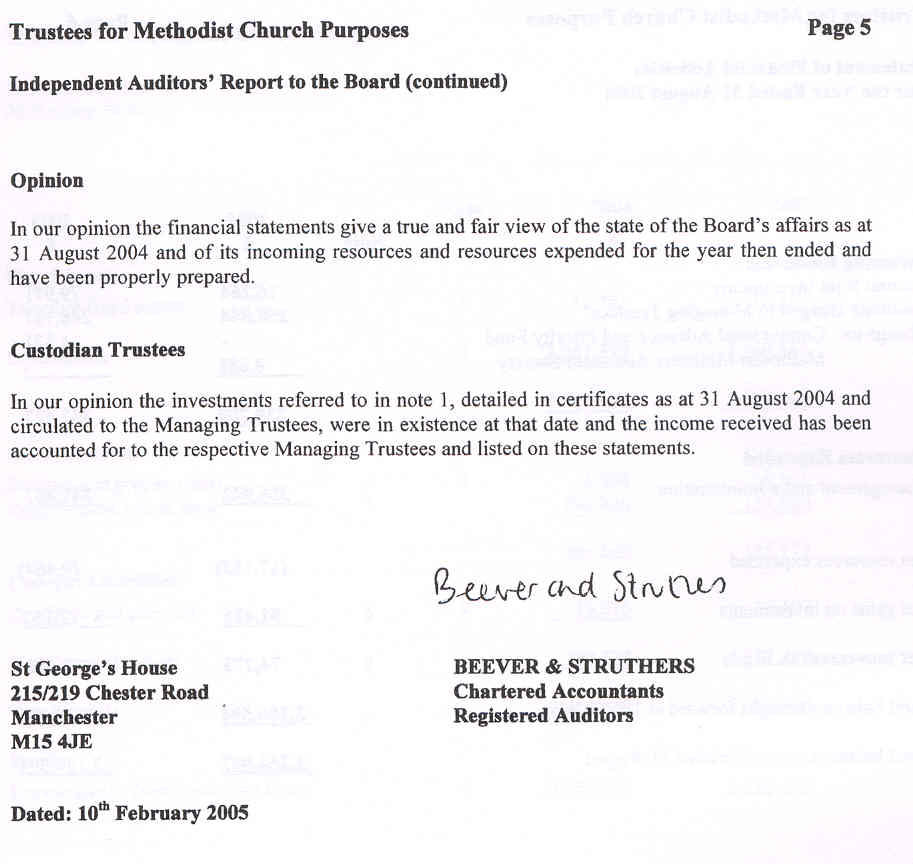 Trustees for Methodist Church Purposes Page 5
Independent Auditors' Report to the Board (continued)
Opinion
In our opinion the financial statements give a true and fair view of the state of the Board's affairs as at
31 August 2004 and of its incoming resources and resources expended for the year then ended and
have been properly prepared.
Custodian Trustees
In our opinion the investments referred to in note 1, detailed in certificates as at 31 August 2004 and
circulated to the Managing Trustees, were in existence at that date and the income received has been
accounted for to the respective Managing Trustees and listed on these statements.
Beever and Struthers
St George's House BEEVER & STRUTHERS
215/219 Chester Road Chartered Accountants
Manchester Registered Auditors
M15 4JE
Dated: 10th February 2005